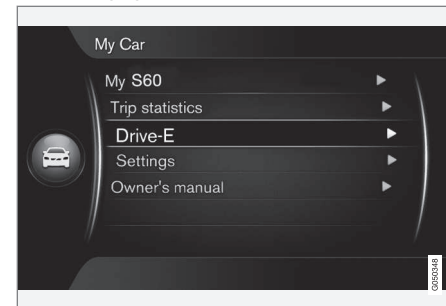 My Car
My S60
Trip statistics
Drive-E
Settings
Owner's manual
G050348